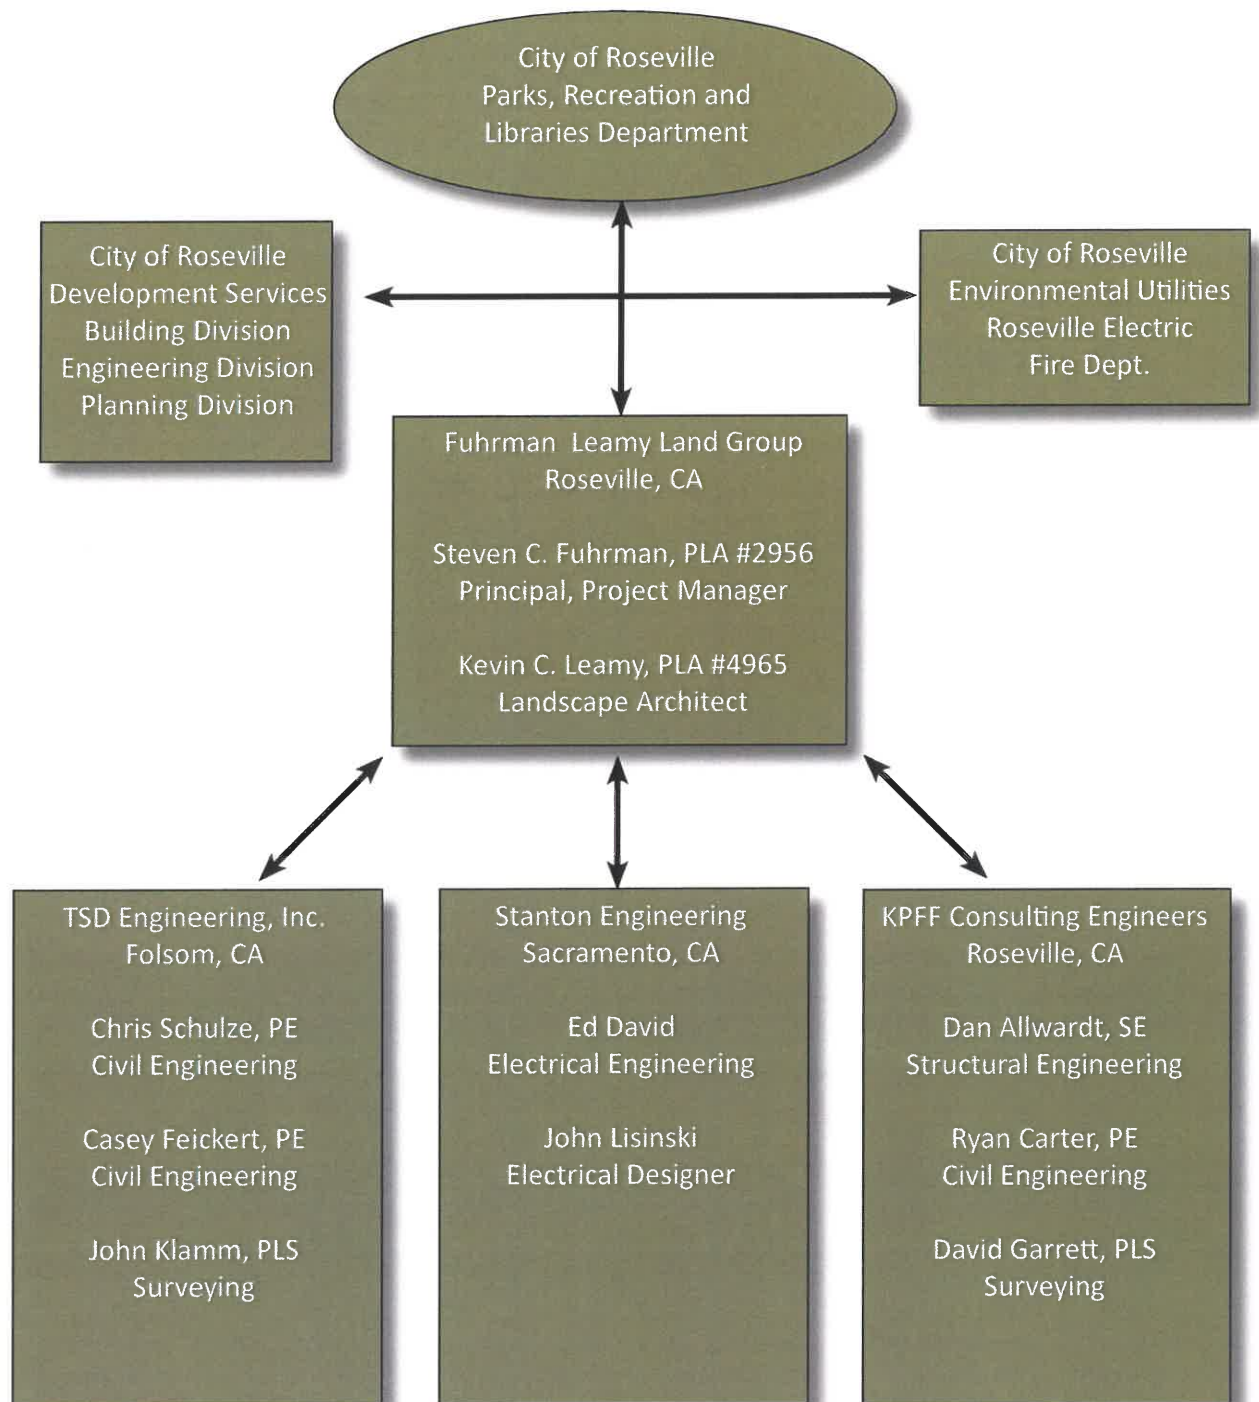 City of Roseville
Parks, Recreation and
Libraries Department
City of Roseville
Development Services
Building Division
Engineering Division
Planning Division
City of Roseville
Environmental Utilities
Roseville Electric
Fire Dept.
Fuhrman Leamy Land Group
Roseville, CA
Steven C. Fuhrman, PLA #2956
Principal, Project Manager
Kevin C. Leamy, PLA #4965
Landscape Architect
TSD Engineering, Inc.
Folsom, CA
Chris Schulze, PE
Civil Engineering
Casey Feickert, PE
Civil Engineering
John Klamm, PLS
Surveying
Stanton Engineering
Sacramento, CA
Ed David
Electrical Engineering
John Lisinski
Electrical Designer
KPFF Consulting Engineers
Roseville, CA
Dan Allwardt, SE
Structural Engineering
Ryan Carter, PE
Civil Engineering
David Garrett, PLS
Surveying